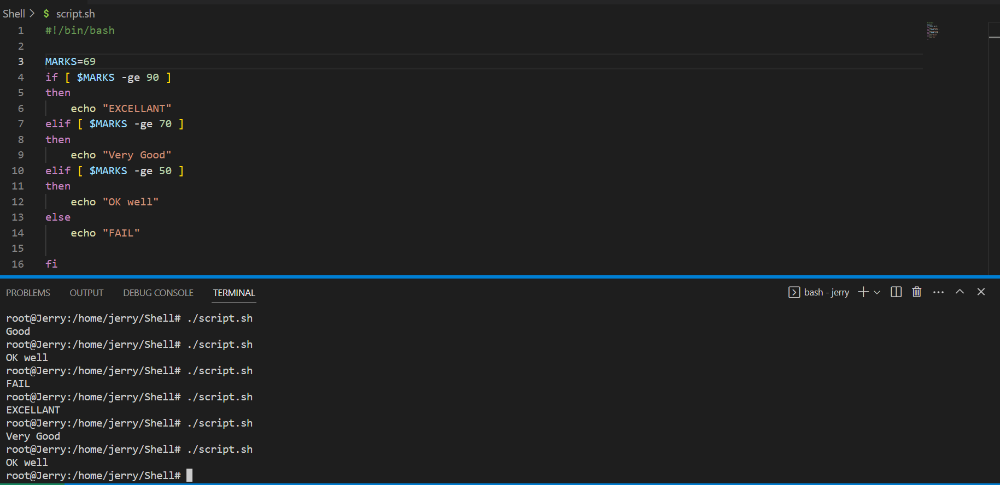 Shell > $ script.sh
1 #!/bin/bash
2
3 MARKS=69
4 if [ $MARKS -ge 90 ]
5 then
6     echo "EXCELLANT"
7 elif [ $MARKS -ge 70 ]
8 then
9     echo "Very Good"
10 elif [ $MARKS -ge 50 ]
11 then
12     echo "OK well"
13 else
14     echo "FAIL"
15
16 fi
PROBLEMS OUTPUT DEBUG CONSOLE TERMINAL bash - jerry
root@Jerry:/home/jerry/Shell# ./script.sh
Good
root@Jerry:/home/jerry/Shell# ./script.sh
OK well
root@Jerry:/home/jerry/Shell# ./script.sh
FAIL
root@Jerry:/home/jerry/Shell# ./script.sh
EXCELLANT
root@Jerry:/home/jerry/Shell# ./script.sh
Very Good
root@Jerry:/home/jerry/Shell# ./script.sh
OK well
root@Jerry:/home/jerry/Shell#